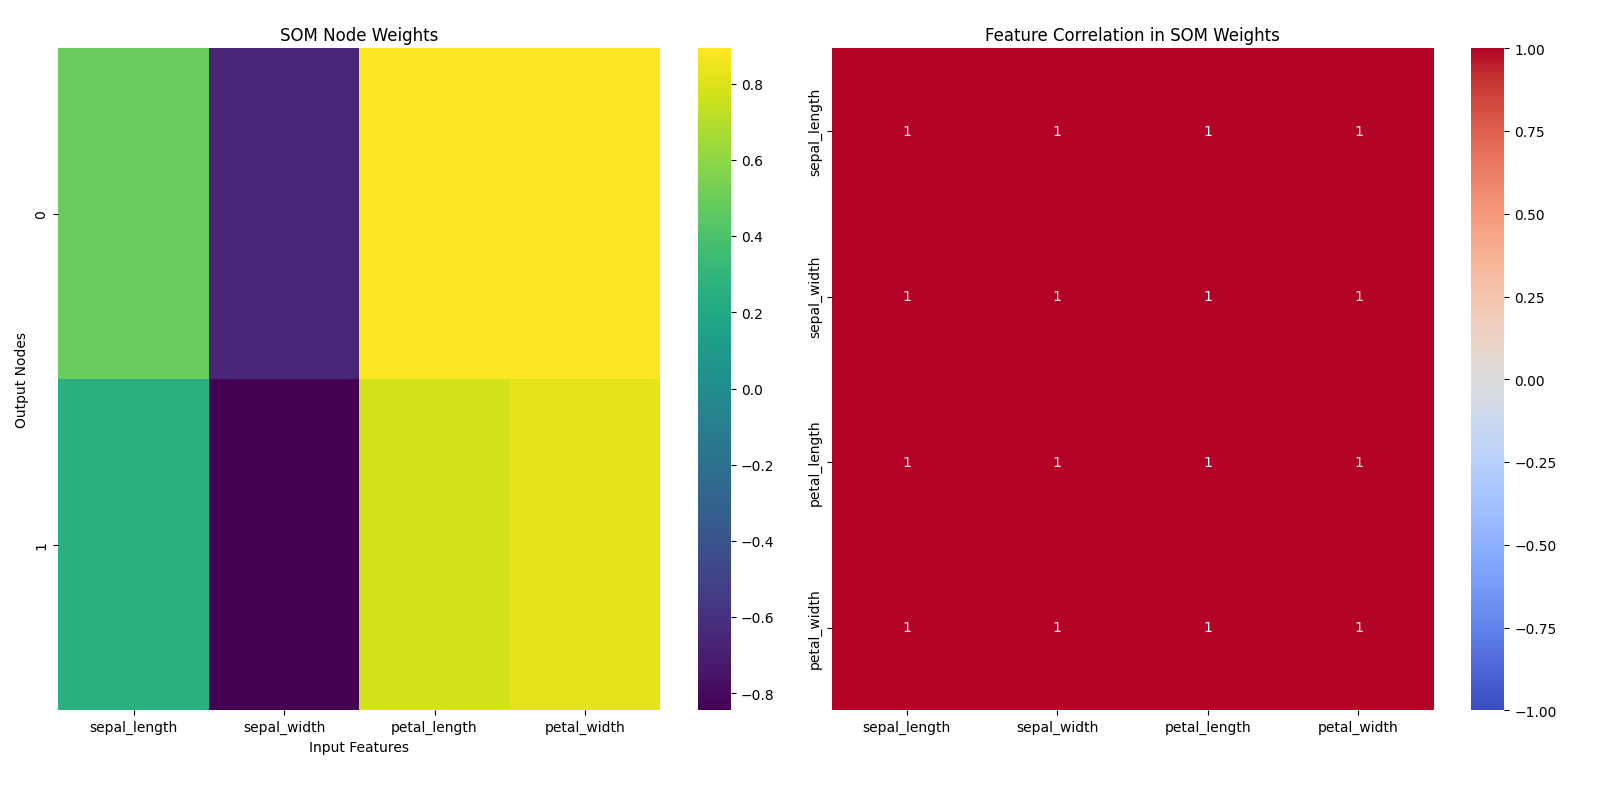 SOM Node Weights
Output Nodes
0
1
sepal_length sepal_width petal_length petal_width
Input Features
0.8
0.6
0.4
0.2
0.0
−0.2
−0.4
−0.6
−0.8
Feature Correlation in SOM Weights
sepal_length 1 1 1 1
sepal_width 1 1 1 1
petal_length 1 1 1 1
petal_width 1 1 1 1
sepal_length sepal_width petal_length petal_width
1.00
0.75
0.50
0.25
0.00
−0.25
−0.50
−0.75
−1.00